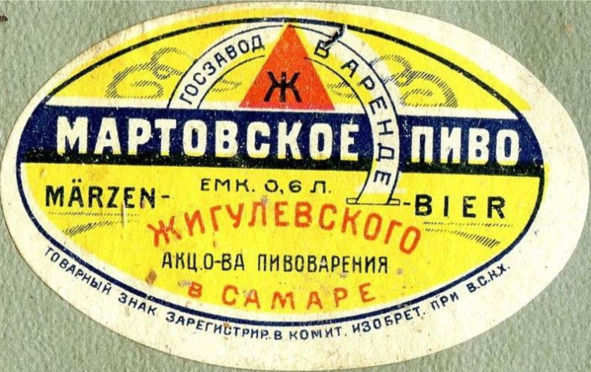 ГОСЗАВОД В АРЕНДЕ
Ж
МАРТОВСКОЕ ПИВО
MÄRZEN-BIER
ЕМК. 0,6 Л.
ЖИГУЛЕВСКОГО
АКЦ.О-ВА ПИВОВАРЕНИЯ
В САМАРЕ
ТОВАРНЫЙ ЗНАК ЗАРЕГИСТРИР. В КОМИТ. ИЗОБРЕТ. ПРИ В.С.Н.Х.